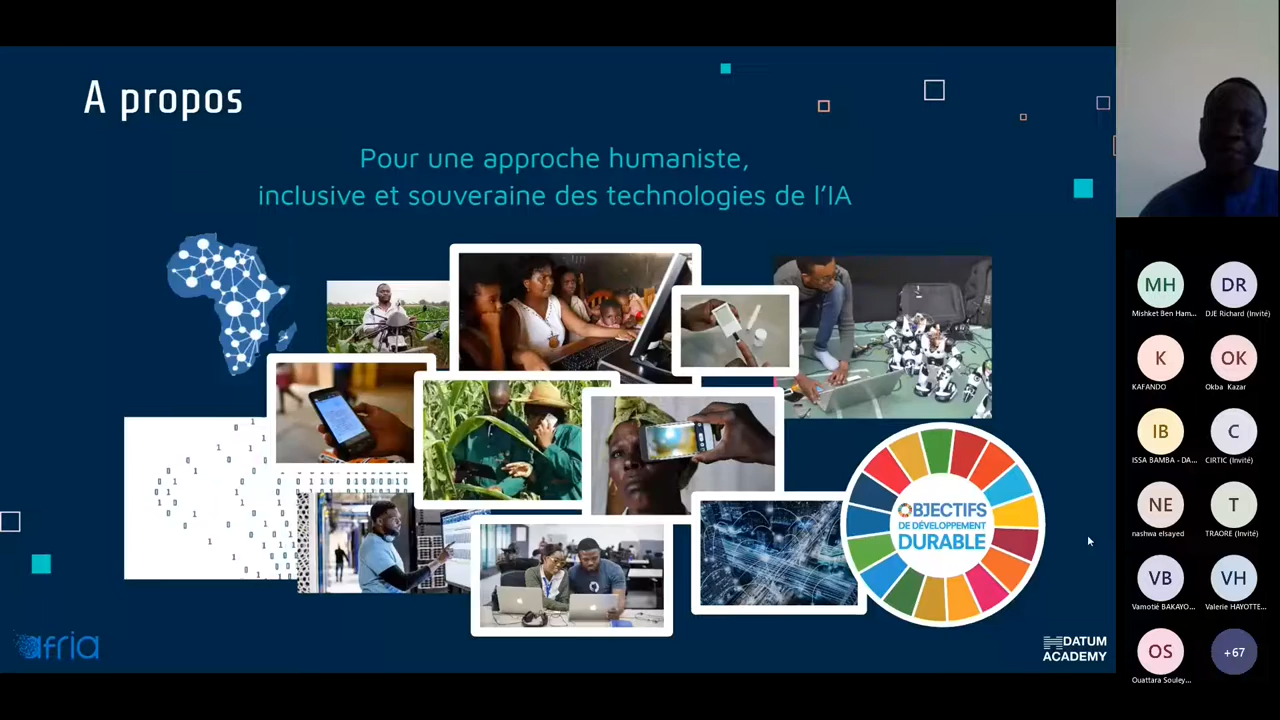 A propos
Pour une approche humaniste,
inclusive et souveraine des technologies de l'IA
OBJECTIFS
DE DÉVELOPPEMENT
DURABLE
afria
DATUM
ACADEMY
MH
Mishket Ben Ham...
DR
DJE Richard (Invité)
K
KAFANDO
OK
Okba Kazar
IB
ISSA BAMBA - DA...
C
CIRTIC (Invité)
NE
nashwa elsayed
T
TRAORE (Invité)
VB
Vamotié BAKAYO...
VH
Valerie HAYOTTE...
OS
Ouattara Souley...
+67